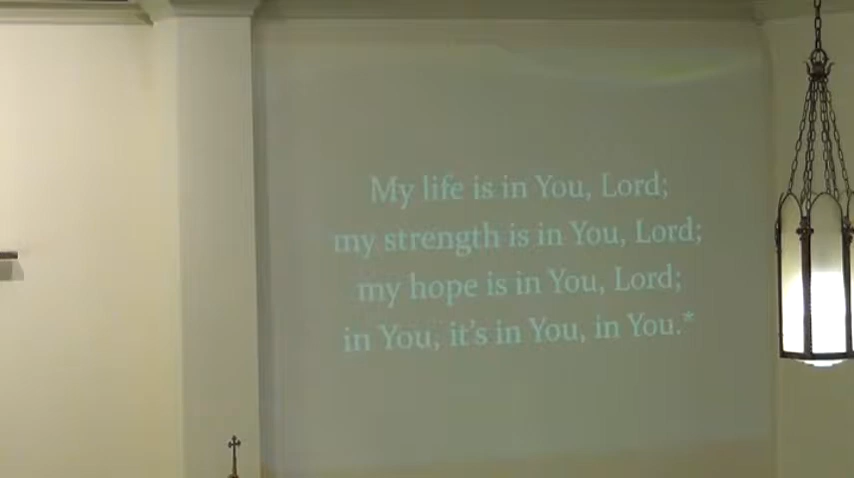 My life is in You, Lord;
my strength is in You, Lord;
my hope is in You, Lord;
in You, it's in You, in You.*